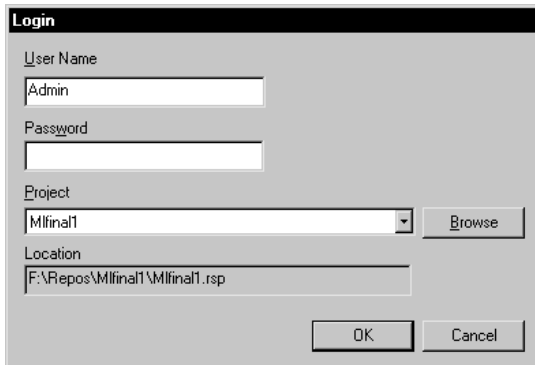 Login
User Name
Admin
Password
Project
MIfinal1
Browse
Location
F:\Repos\MIfinal1\MIfinal1.rsp
OK Cancel